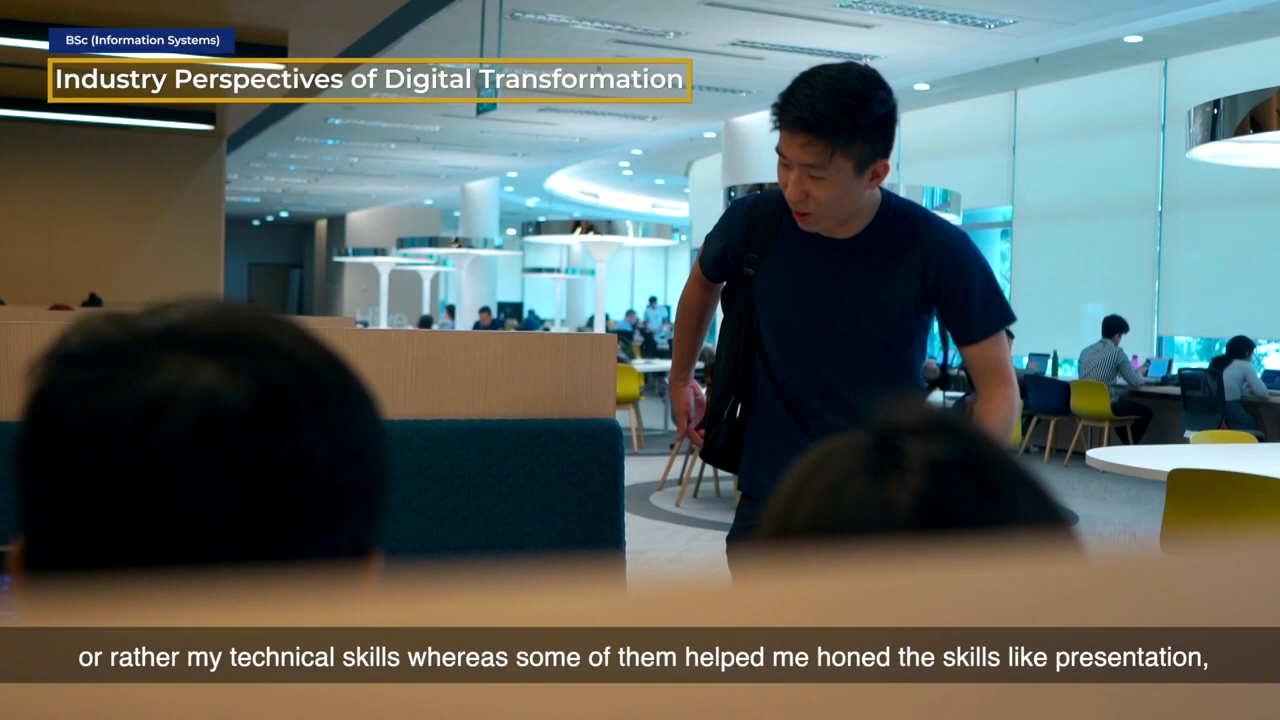 BSc (Information Systems)
Industry Perspectives of Digital Transformation
Hive
or rather my technical skills whereas some of them helped me honed the skills like presentation,